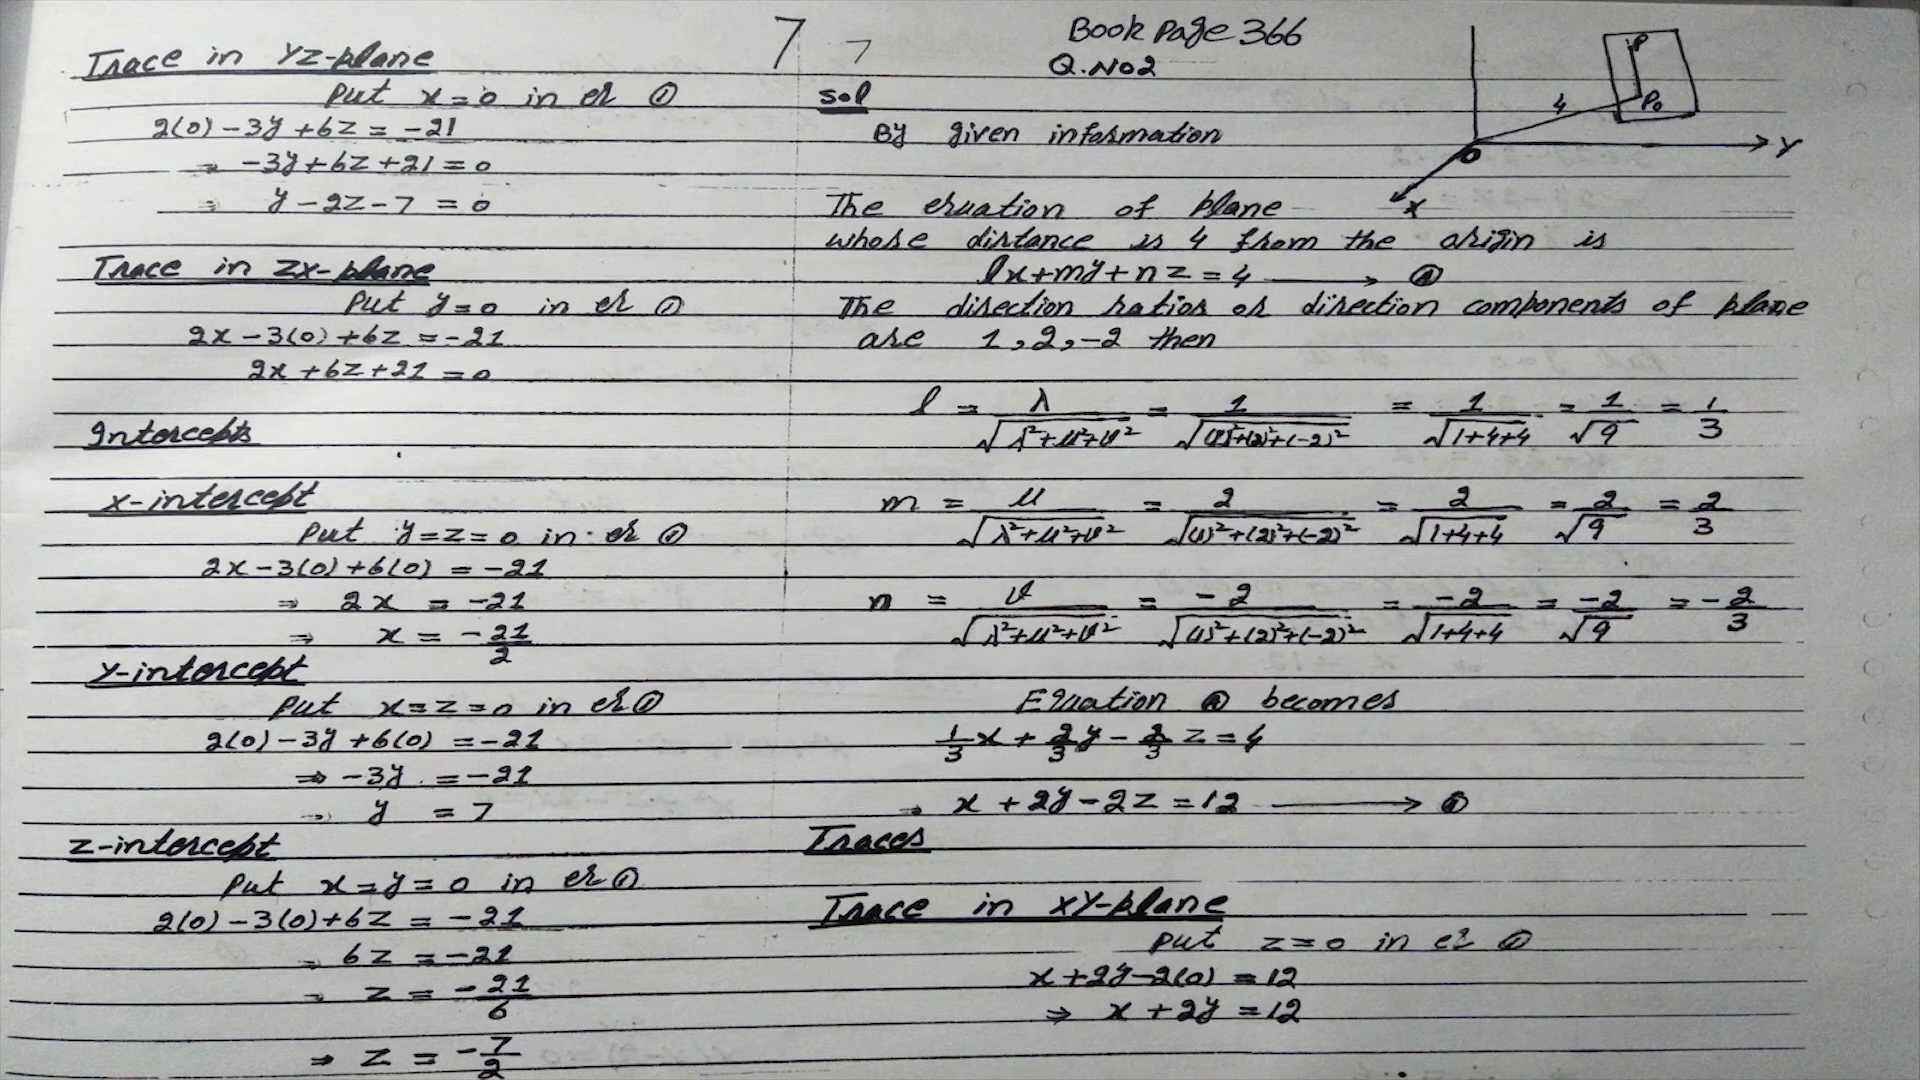 Trace in YZ-plane
Put x=0 in eq ①
2(0)-3y+6z=-21
⇒ -3y+6z+21=0
⇒ y-2z-7=0
Trace in ZX-plane
Put y=0 in eq ①
2x-3(0)+6z=-21
2x+6z+21=0
Intercepts
x-intercept
Put y=z=0 in eq ①
2x-3(0)+6(0)=-21
⇒ 2x=-21
⇒ x=-21/2
Y-intercept
Put x=z=0 in eq ①
2(0)-3y+6(0)=-21
⇒ -3y=-21
⇒ y=7
Z-intercept
Put x=y=0 in eq ①
2(0)-3(0)+6z=-21
⇒ 6z=-21
⇒ z=-21/6
⇒ z=-7/2
7 7
Book Page 366
Q.No2
Sol
By given information
P
P₀
4
O
Y
X
The equation of plane
whose distance is 4 from the origin is
lx+my+nz=4 → ⓐ
The direction ratios or direction components of plane
are 1,2,-2 then
l = λ/√(λ²+μ²+ν²) = 1/√((1)²+(2)²+(-2)²) = 1/√(1+4+4) = 1/√9 = 1/3
m = μ/√(λ²+μ²+ν²) = 2/√((1)²+(2)²+(-2)²) = 2/√(1+4+4) = 2/√9 = 2/3
n = ν/√(λ²+μ²+ν²) = -2/√((1)²+(2)²+(-2)²) = -2/√(1+4+4) = -2/√9 = -2/3
Equation ⓐ becomes
1/3x+2/3y-2/3z=4
⇒ x+2y-2z=12 → ①
Traces
Trace in XY-plane
Put z=0 in eq ①
x+2y-2(0)=12
⇒ x+2y=12